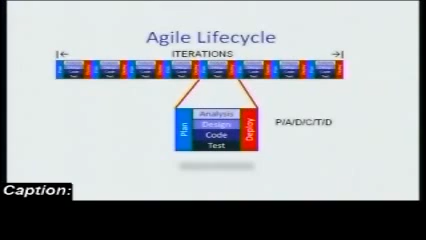 Agile Lifecycle
ITERATIONS
Plan
Analysis
Design
Code
Test
Deploy
P/A/D/C/T/D
Caption: